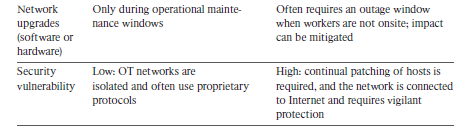 Network
upgrades
(software or
hardware)
Only during operational mainte-
nance windows
Often requires an outage window
when workers are not onsite; impact
can be mitigated
Security
vulnerability
Low: OT networks are
isolated and often use proprietary
protocols
High: continual patching of hosts is
required, and the network is connected
to Internet and requires vigilant
protection